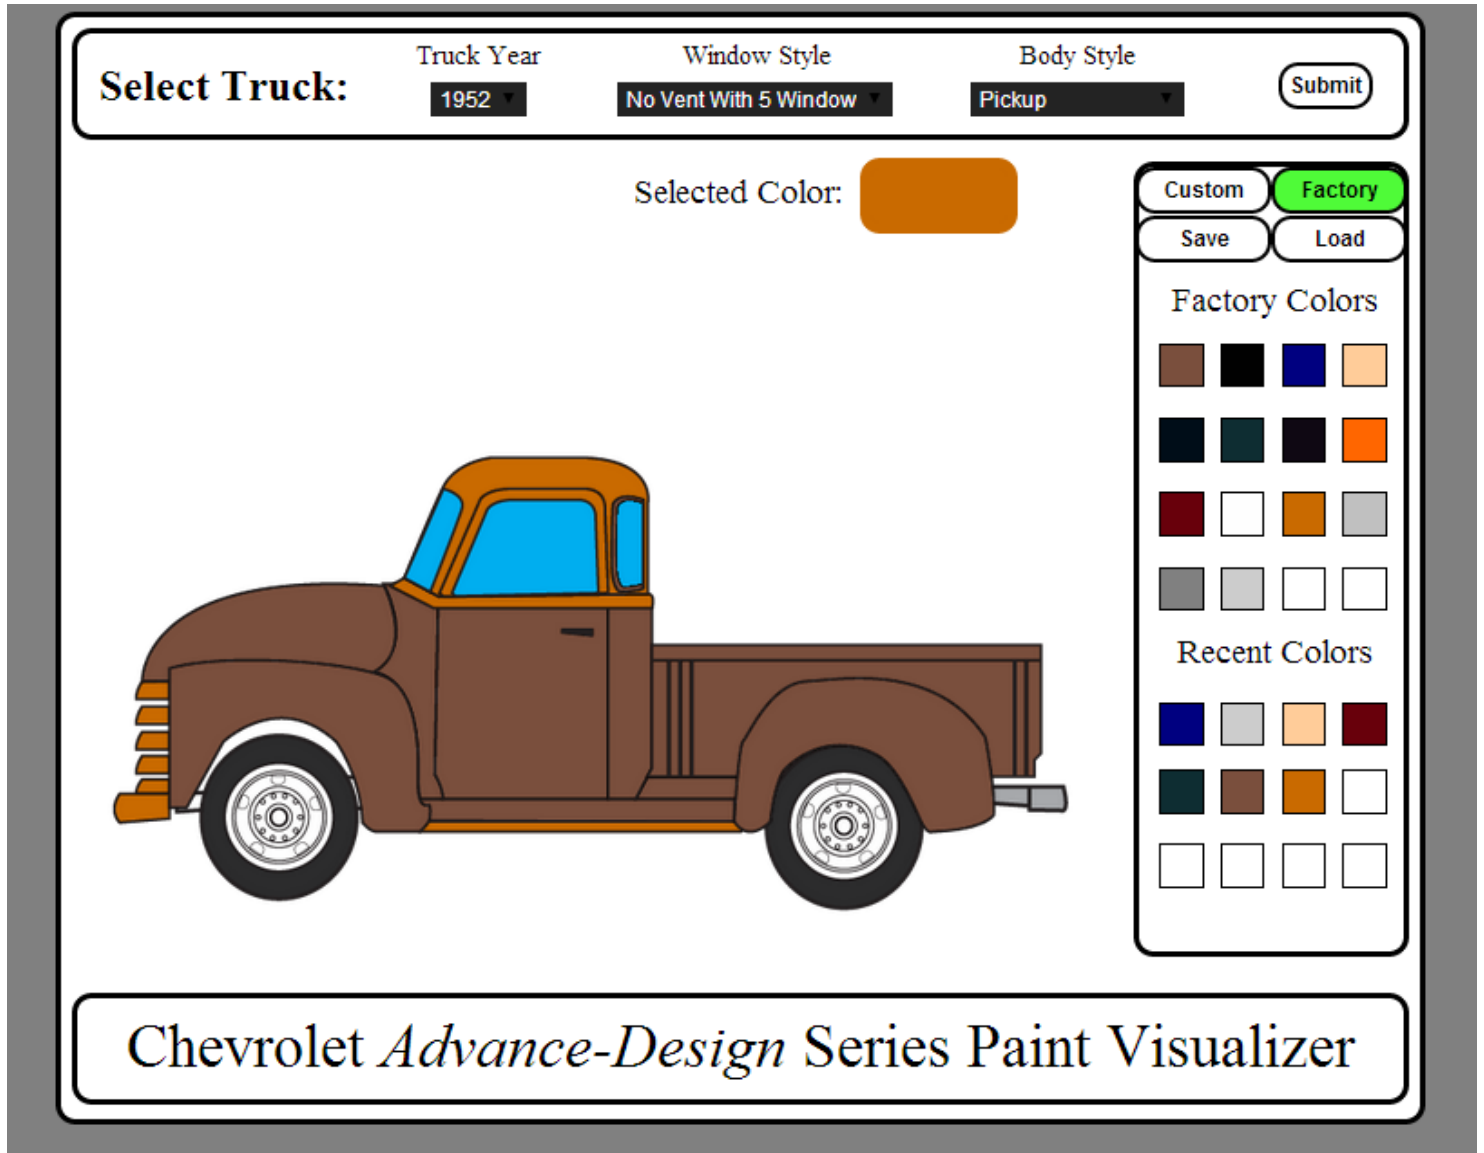 Select Truck:
Truck Year
Window Style
Body Style
1952
No Vent With 5 Window
Pickup
Submit
Selected Color:
Custom
Factory
Save
Load
Factory Colors
Recent Colors
Chevrolet Advance-Design Series Paint Visualizer